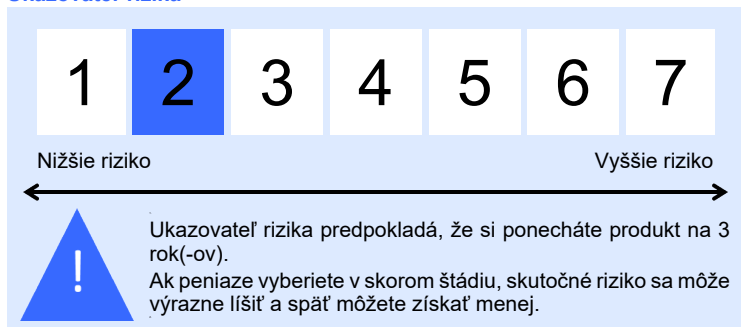 1 2 3 4 5 6 7
Nižšie riziko Vyššie riziko
!
Ukazovateľ rizika predpokladá, že si ponecháte produkt na 3
rok(-ov).
Ak peniaze vyberiete v skorom štádiu, skutočné riziko sa môže
výrazne líšiť a späť môžete získať menej.